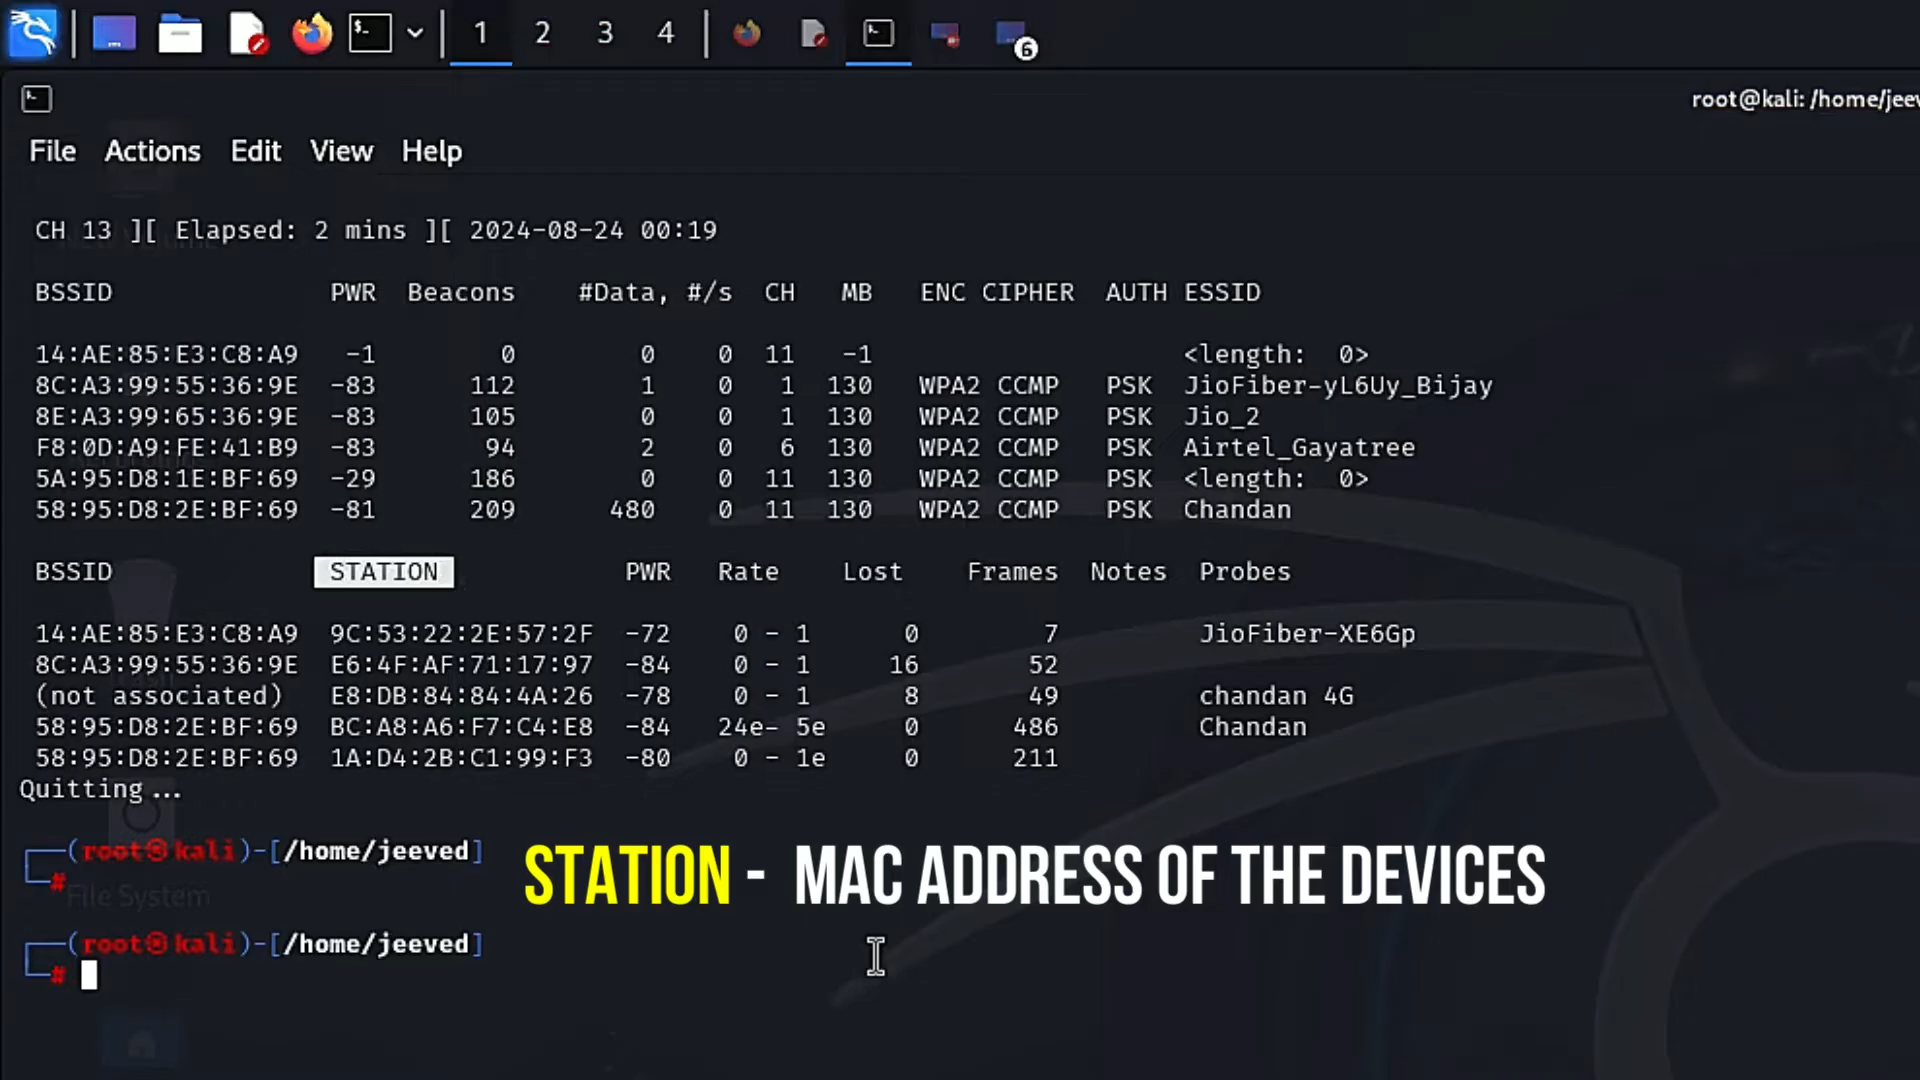 1 2 3 4 6
root@kali: /home/jeev
File Actions Edit View Help
CH 13 ][ Elapsed: 2 mins ][ 2024-08-24 00:19
BSSID PWR Beacons #Data, #/s CH MB ENC CIPHER AUTH ESSID
14:AE:85:E3:C8:A9 -1 0 0 0 11 -1 <length: 0>
8C:A3:99:55:36:9E -83 112 1 0 1 130 WPA2 CCMP PSK JioFiber-yL6Uy_Bijay
8E:A3:99:65:36:9E -83 105 0 0 1 130 WPA2 CCMP PSK Jio_2
F8:0D:A9:FE:41:B9 -83 94 2 0 6 130 WPA2 CCMP PSK Airtel_Gayatree
5A:95:D8:1E:BF:69 -29 186 0 0 11 130 WPA2 CCMP PSK <length: 0>
58:95:D8:2E:BF:69 -81 209 480 0 11 130 WPA2 CCMP PSK Chandan
BSSID STATION PWR Rate Lost Frames Notes Probes
14:AE:85:E3:C8:A9 9C:53:22:2E:57:2F -72 0 - 1 0 7 JioFiber-XE6Gp
8C:A3:99:55:36:9E E6:4F:AF:71:17:97 -84 0 - 1 16 52
(not associated) E8:DB:84:84:4A:26 -78 0 - 1 8 49 chandan 4G
58:95:D8:2E:BF:69 BC:A8:A6:F7:C4:E8 -84 24e- 5e 0 486 Chandan
58:95:D8:2E:BF:69 1A:D4:2B:C1:99:F3 -80 0 - 1e 0 211
Quitting...
(root㉿kali)-[/home/jeeved]
#
File System
STATION - MAC ADDRESS OF THE DEVICES
(root㉿kali)-[/home/jeeved]
#